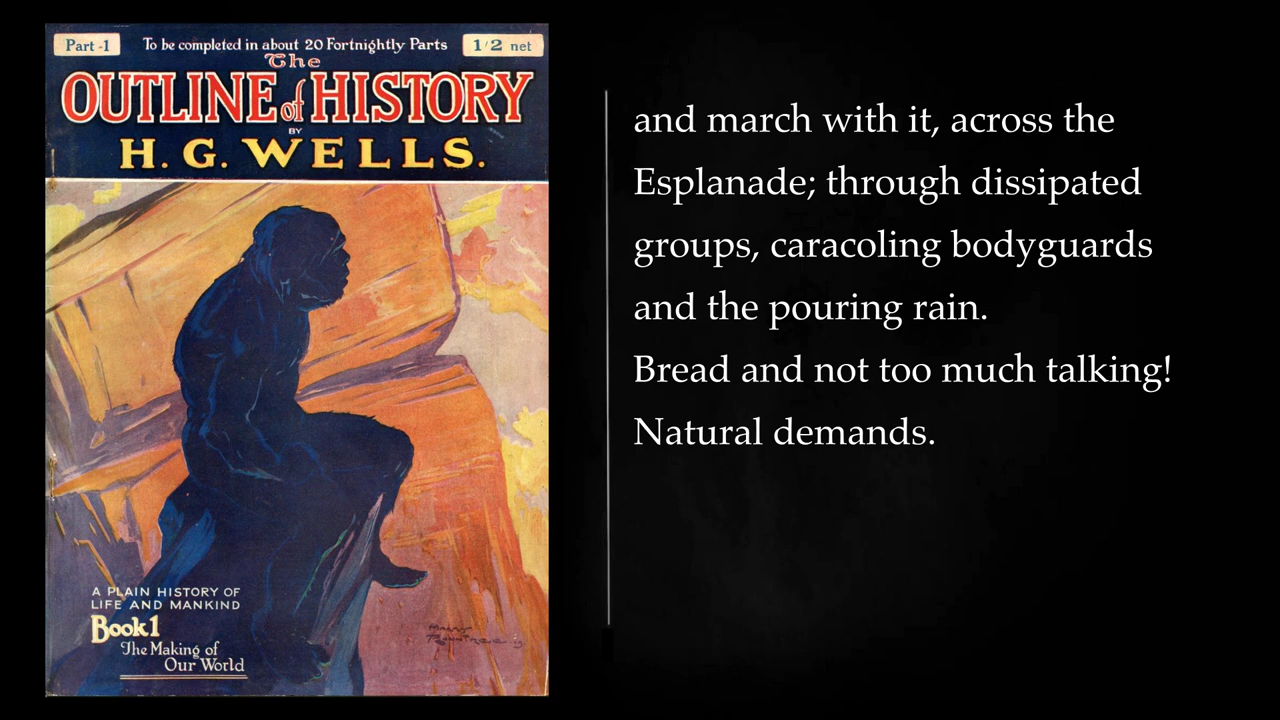 Part -1
To be completed in about 20 Fortnightly Parts
1/2 net
The
OUTLINE of HISTORY
BY
H. G. WELLS.
A PLAIN HISTORY OF
LIFE AND MANKIND
Book 1
The Making of
Our World
and march with it, across the
Esplanade; through dissipated
groups, caracoling bodyguards
and the pouring rain.
Bread and not too much talking!
Natural demands.